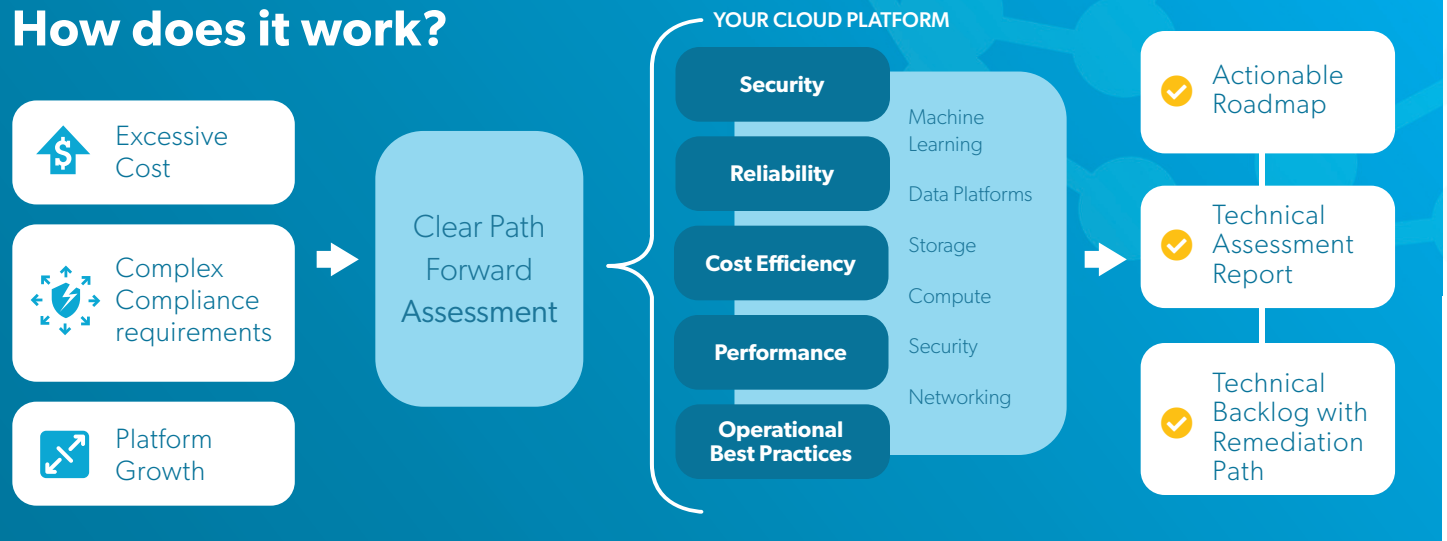 How does it work?
Excessive
Cost
Complex
Compliance
requirements
Platform
Growth
Clear Path
Forward
Assessment
YOUR CLOUD PLATFORM
Security
Reliability
Cost Efficiency
Performance
Operational
Best Practices
Machine
Learning
Data Platforms
Storage
Compute
Security
Networking
Actionable
Roadmap
Technical
Assessment
Report
Technical
Backlog with
Remediation
Path